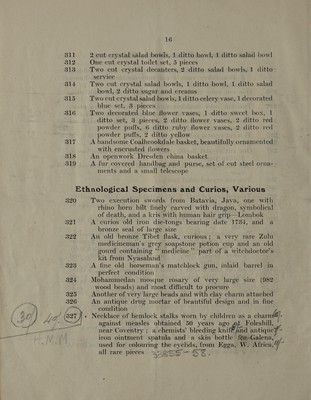 16
311 2 cut crystal salad bowls, 1 ditto bowl, 1 ditto salad bowl
312 One cut crystal toilet set, 5 pieces
313 Two cut crystal decanters, 2 ditto salad bowls, 1 ditto
service
314 Two cut crystal salad bowls, 1 ditto bowl, 1 ditto salad
bowl, 2 ditto sugar and creams
315 Two cut crystal salad bowls, 1 ditto celery vase, 1 decorated
blue set, 3 pieces
316 Two decorated blue flower vases, 1 ditto sweet box, 1
ditto set, 3 pieces, 2 ditto flower vases, 2 ditto red
powder puffs, 6 ditto ruby flower vases, 2 ditto red
powder puffs, 2 ditto yellow
317 A handsome Coalbrookdale basket, beautifully ornamented
with encrusted flowers
318 An openwork Dresden china basket
319 A fur covered handbag and purse, set of cut steel orna-
ments and a small telescope
Ethnological Specimens and Curios, Various
320 Two execution swords from Batavia, Java, one with
rhino horn hilt finely carved with dragon, symbolical
of death, and a kris with human hair grip—Lombok
321 A curios old iron die-tongs bearing date 1734, and a
bronze seal of large size
322 An old bronze Tibet flask, curious; a very rare Zulu
medicineman's grey soapstone potion cup and an old
gourd containing "medicine" part of a witchdoctor's
kit from Nyasaland
323 A fine old horseman's matchlock gun, inlaid barrel in
perfect condition
324 Mohammedan mosque rosary of very large size (982
wood beads) and most difficult to procure
325 Another of very large beads and with clay charm attached
326 An antique drug mortar of beautiful design and in fine
condition
327 Necklace of hemlock stalks worn by children as a charm
against measles obtained 30 years ago at Foleshill,
near Coventry; a chemists' bleeding knife and antique
iron ointment spatula and a skin bottle for Galena,
used for colouring the eyelids, from Eggs, W. Africa,
all rare pieces
H.M.M